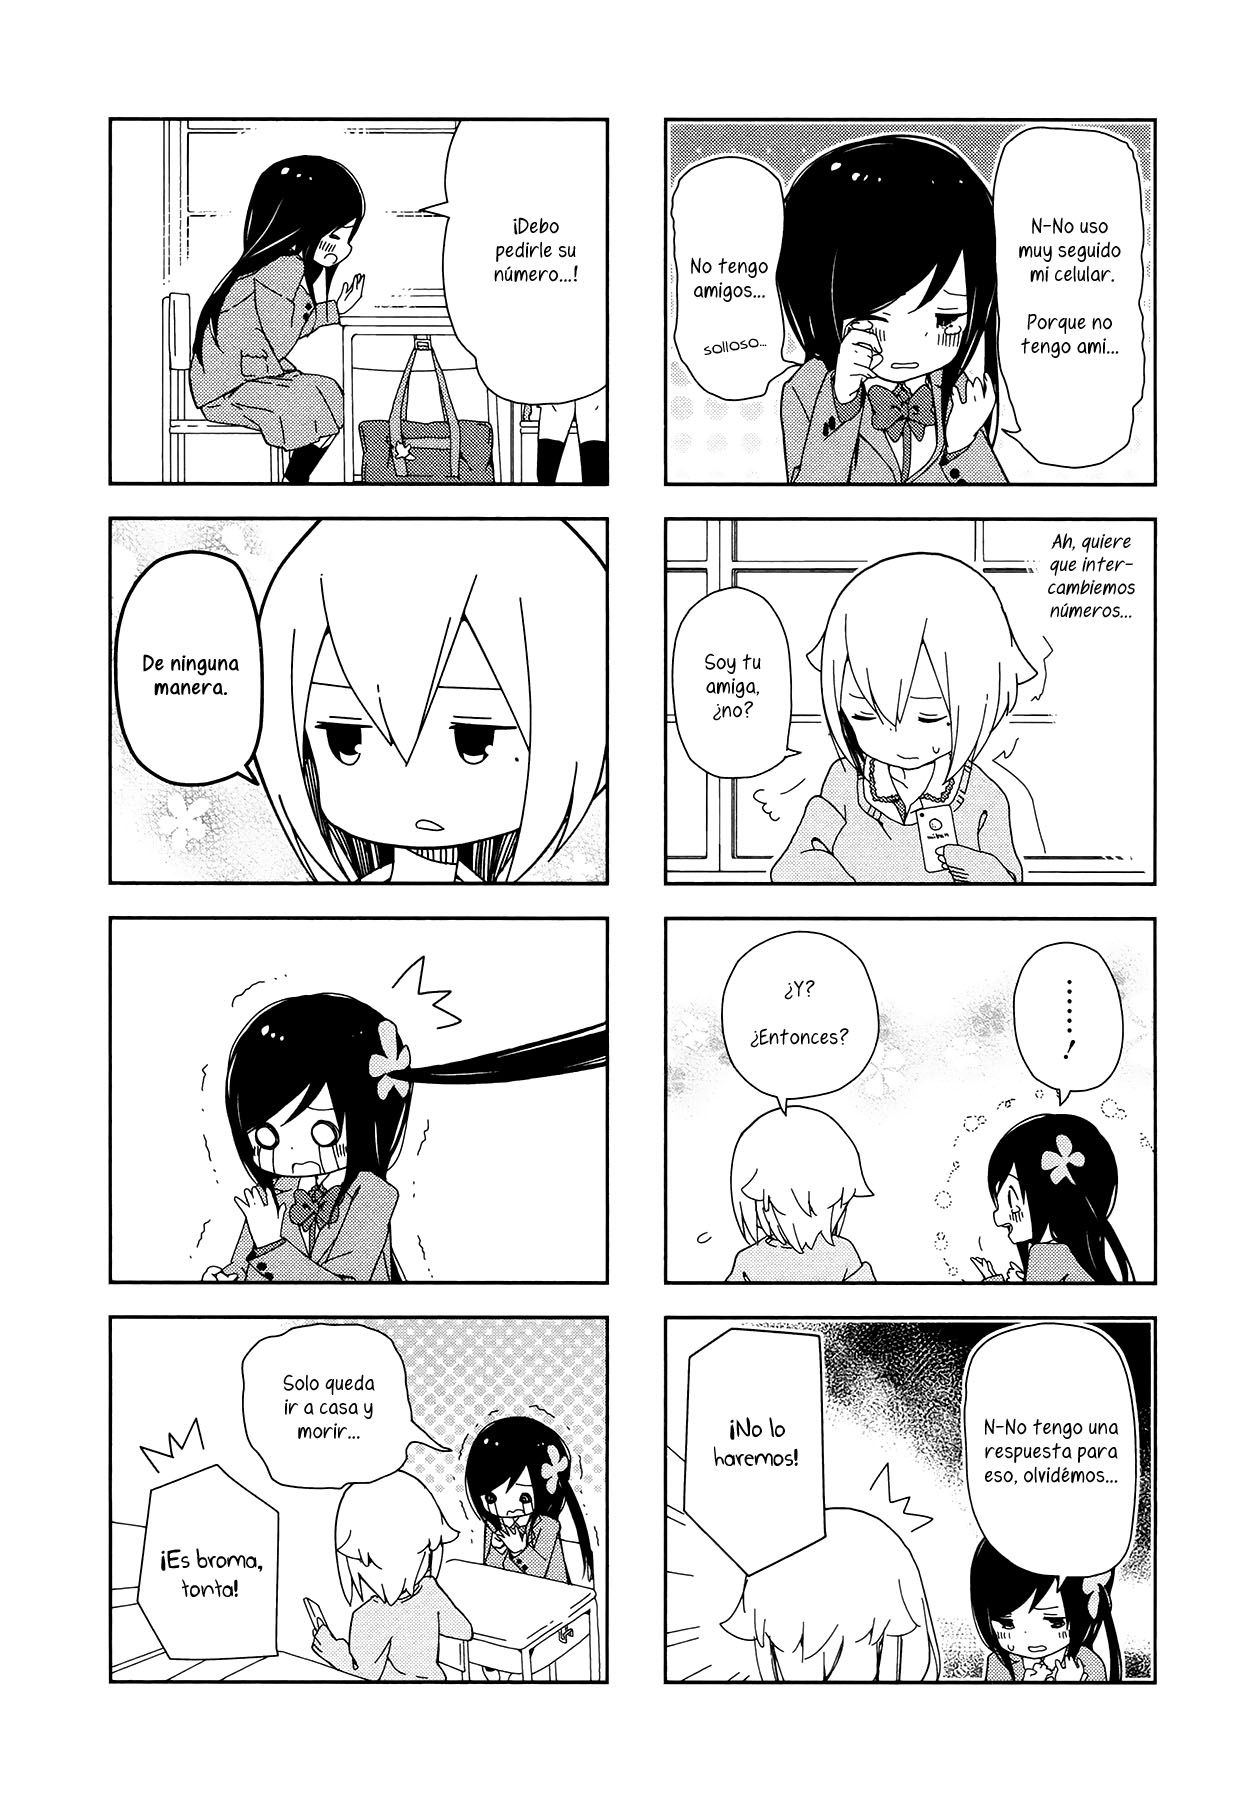 N-No uso
muy seguido
mi celular.
Porque no
tengo ami...
No tengo
amigos...
solloso...
Ah, quiere
que inter-
cambiemos
números...
Soy tu
amiga,
¿no?
.......!
¿Y?
¿Entonces?
N-No tengo una
respuesta para
eso, olvidémos...
¡No lo
haremos!
¡Debo
pedirle su
número...!
De ninguna
manera.
Solo queda
ir a casa y
morir...
¡Es broma,
tonta!